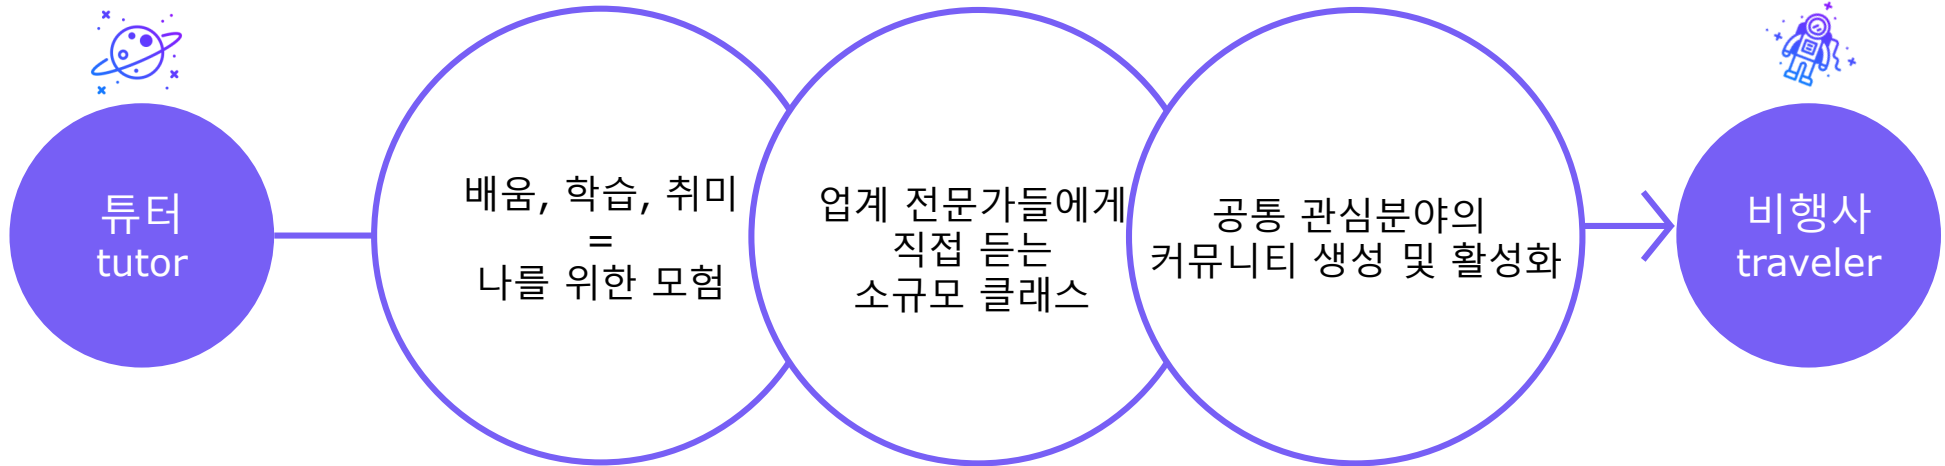 튜터
tutor
배움, 학습, 취미
=
나를 위한 모험
업계 전문가들에게
직접 듣는
소규모 클래스
공통 관심분야의
커뮤니티 생성 및 활성화
비행사
traveler